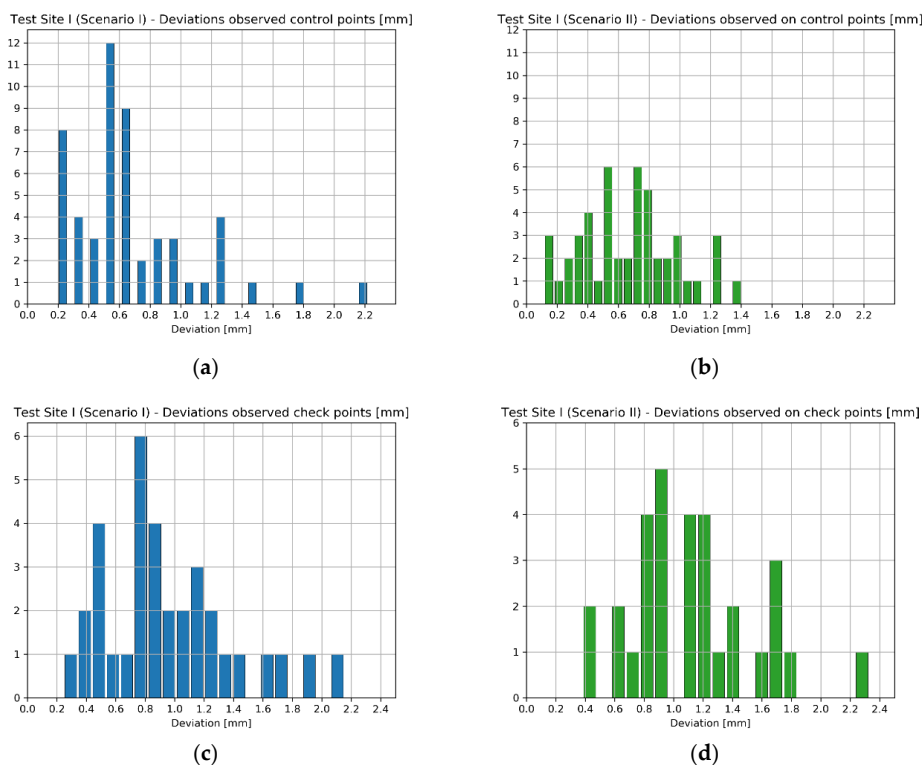 Test Site I (Scenario I) - Deviations observed control points [mm]
12
11
10
9
8
7
6
5
4
3
2
1
0
0.0 0.2 0.4 0.6 0.8 1.0 1.2 1.4 1.6 1.8 2.0 2.2
Deviation [mm]
(a)
Test Site I (Scenario II) - Deviations observed on control points [mm]
12
11
10
9
8
7
6
5
4
3
2
1
0
0.0 0.2 0.4 0.6 0.8 1.0 1.2 1.4 1.6 1.8 2.0 2.2
Deviation [mm]
(b)
Test Site I (Scenario I) - Deviations observed check points [mm]
6
5
4
3
2
1
0
0.0 0.2 0.4 0.6 0.8 1.0 1.2 1.4 1.6 1.8 2.0 2.2 2.4
Deviation [mm]
(c)
Test Site I (Scenario II) - Deviations observed on check points [mm]
6
5
4
3
2
1
0
0.0 0.2 0.4 0.6 0.8 1.0 1.2 1.4 1.6 1.8 2.0 2.2 2.4
Deviation [mm]
(d)